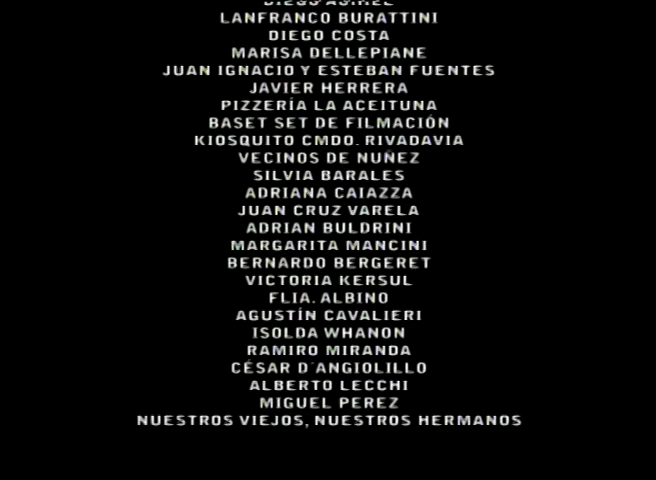 LANFRANCO BURATTINI
DIEGO COSTA
MARISA DELLEPIANE
JUAN IGNACIO Y ESTEBAN FUENTES
JAVIER HERRERA
PIZZERÍA LA ACEITUNA
BASET SET DE FILMACIÓN
KIOSQUITO CMDO. RIVADAVIA
VECINOS DE NUÑEZ
SILVIA BARALES
ADRIANA CAIAZZA
JUAN CRUZ VARELA
ADRIAN BULDRINI
MARGARITA MANCINI
BERNARDO BERGERET
VICTORIA KERSUL
FLIA. ALBINO
AGUSTÍN CAVALIERI
ISOLDA WHANON
RAMIRO MIRANDA
CÉSAR D´ANGIOLILLO
ALBERTO LECCHI
MIGUEL PEREZ
NUESTROS VIEJOS, NUESTROS HERMANOS